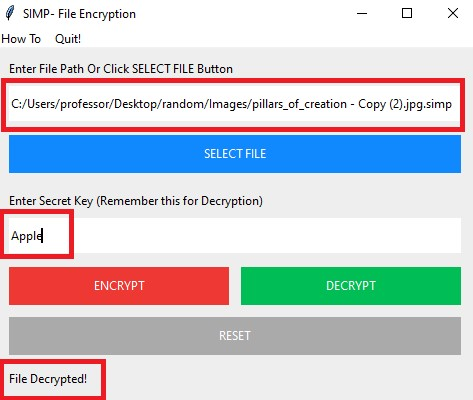 SIMP- File Encryption
How To Quit!
Enter File Path Or Click SELECT FILE Button
C:/Users/professor/Desktop/random/Images/pillars_of_creation - Copy (2).jpg.simp
SELECT FILE
Enter Secret Key (Remember this for Decryption)
Apple
ENCRYPT DECRYPT
RESET
File Decrypted!